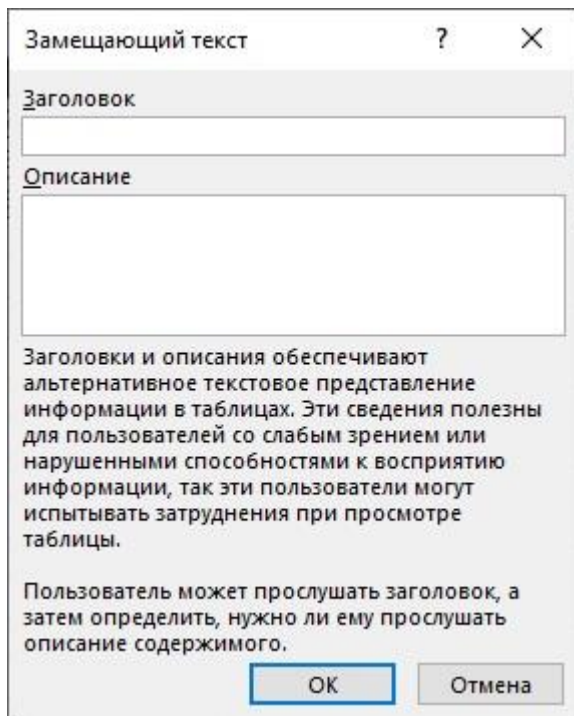 Замещающий текст ? ×
Заголовок
Описание
Заголовки и описания обеспечивают
альтернативное текстовое представление
информации в таблицах. Эти сведения полезны
для пользователей со слабым зрением или
нарушенными способностями к восприятию
информации, так эти пользователи могут
испытывать затруднения при просмотре
таблицы.
Пользователь может прослушать заголовок, а
затем определить, нужно ли ему прослушать
описание содержимого.
ОК Отмена